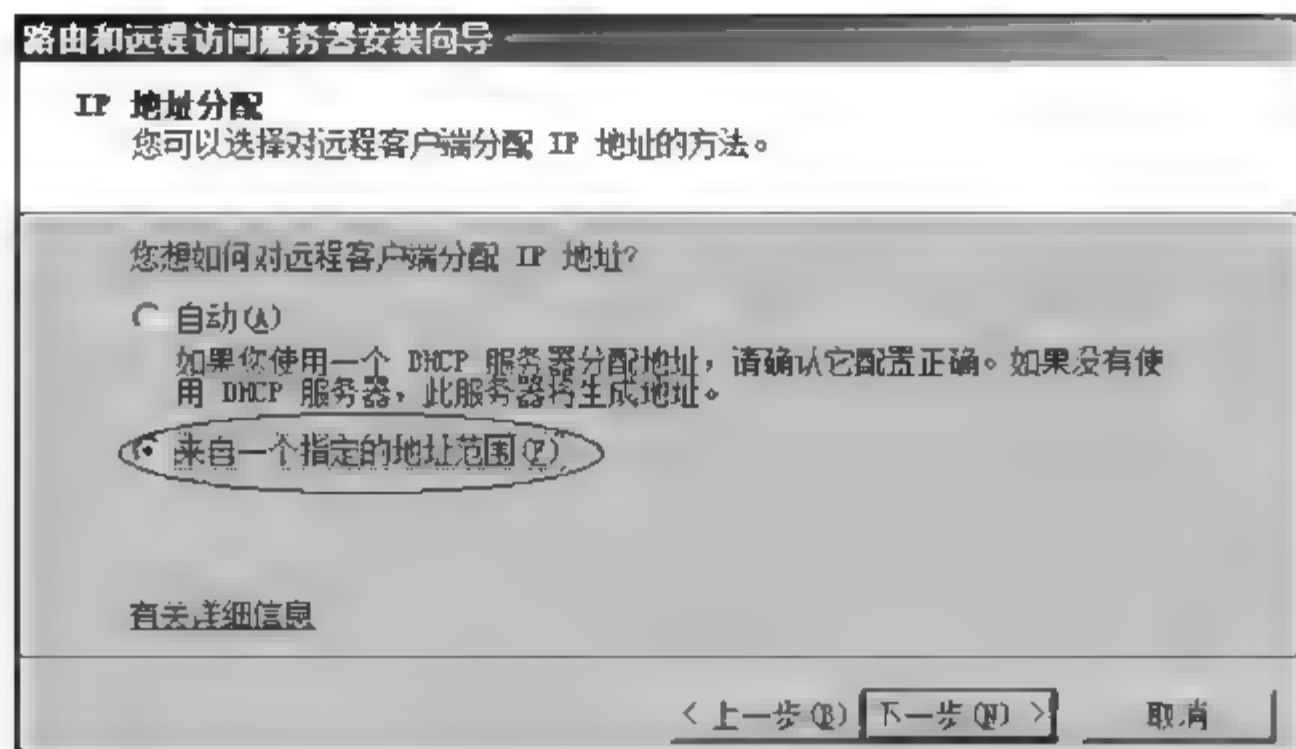 路由和远程访问服务器安装向导
IP 地址分配
您可以选择对远程客户端分配 IP 地址的方法。
您想如何对远程客户端分配 IP 地址?
自动(A)
如果您使用一个 DHCP 服务器分配地址，请确认它配置正确。如果没有使
用 DHCP 服务器，此服务器将生成地址。
来自一个指定的地址范围(F)
有关详细信息
< 上一步(B) 下一步(N) > 取消